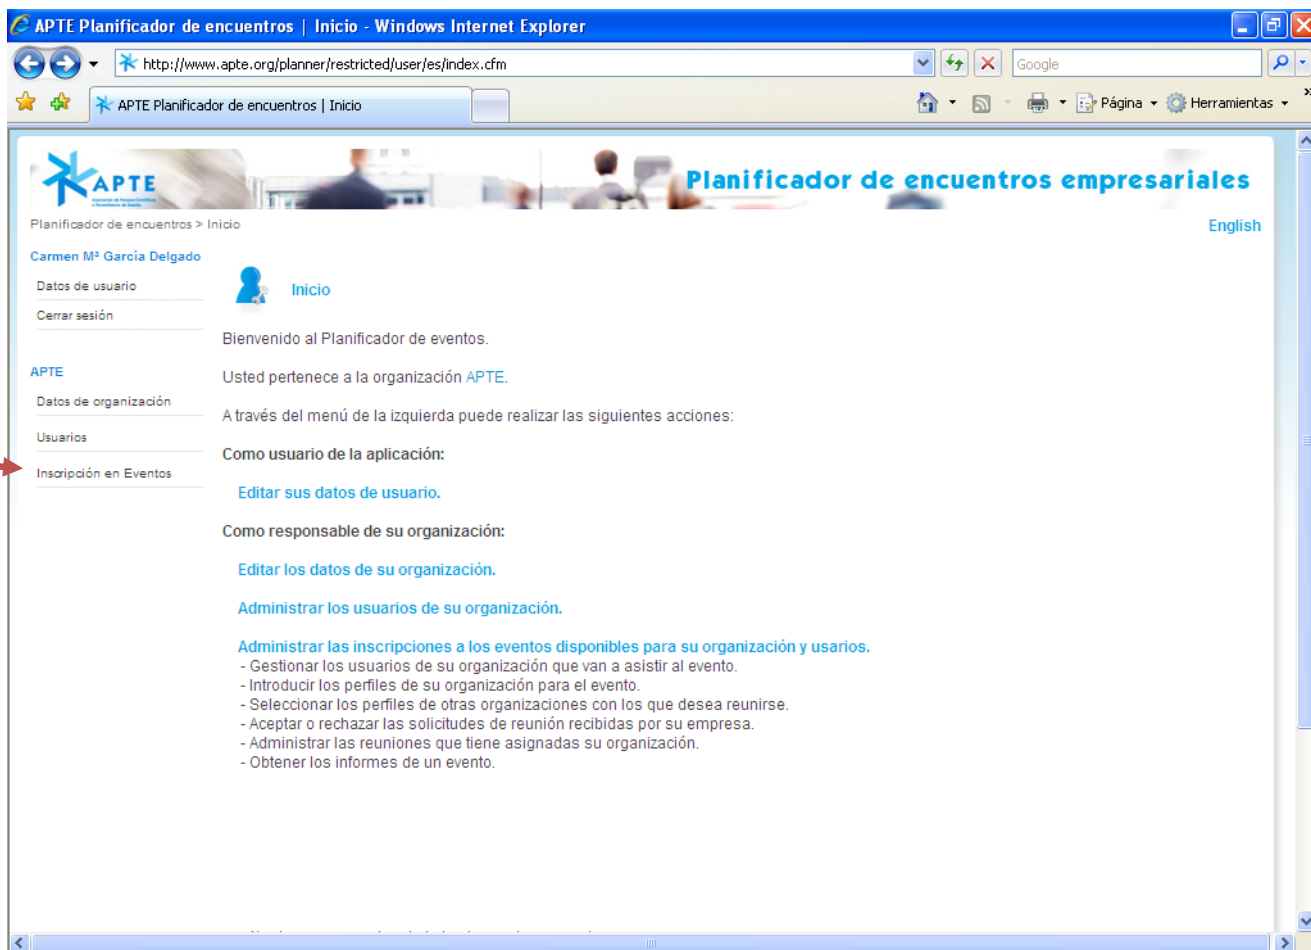 APTE Planificador de encuentros | Inicio - Windows Internet Explorer
http://www.apte.org/planner/restricted/user/es/index.cfm
Google
APTE Planificador de encuentros | Inicio
Página
Herramientas
APTE
Planificador de encuentros empresariales
Planificador de encuentros > Inicio
English
Carmen Mª García Delgado
Datos de usuario
Cerrar sesión
APTE
Datos de organización
Usuarios
Inscripción en Eventos
Inicio
Bienvenido al Planificador de eventos.
Usted pertenece a la organización APTE.
A través del menú de la izquierda puede realizar las siguientes acciones:
Como usuario de la aplicación:
Editar sus datos de usuario.
Como responsable de su organización:
Editar los datos de su organización.
Administrar los usuarios de su organización.
Administrar las inscripciones a los eventos disponibles para su organización y usarios.
- Gestionar los usuarios de su organización que van a asistir al evento.
- Introducir los perfiles de su organización para el evento.
- Seleccionar los perfiles de otras organizaciones con los que desea reunirse.
- Aceptar o rechazar las solicitudes de reunión recibidas por su empresa.
- Administrar las reuniones que tiene asignadas su organización.
- Obtener los informes de un evento.